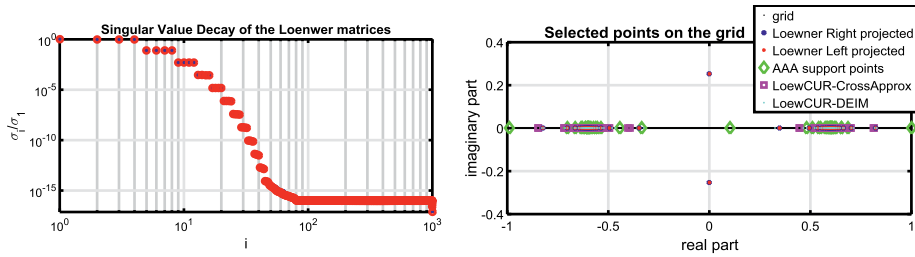 Singular Value Decay of the Loenwer matrices
10^0
10^-5
10^-10
10^-15
σ_i/σ_1
10^0
10^1
10^2
10^3
i
Selected points on the grid
0.4
0.2
0
-0.2
-0.4
imaginary part
-1
-0.5
0
0.5
1
real part
grid
Loewner Right projected
Loewner Left projected
AAA support points
LoewCUR-CrossApprox
LoewCUR-DEIM